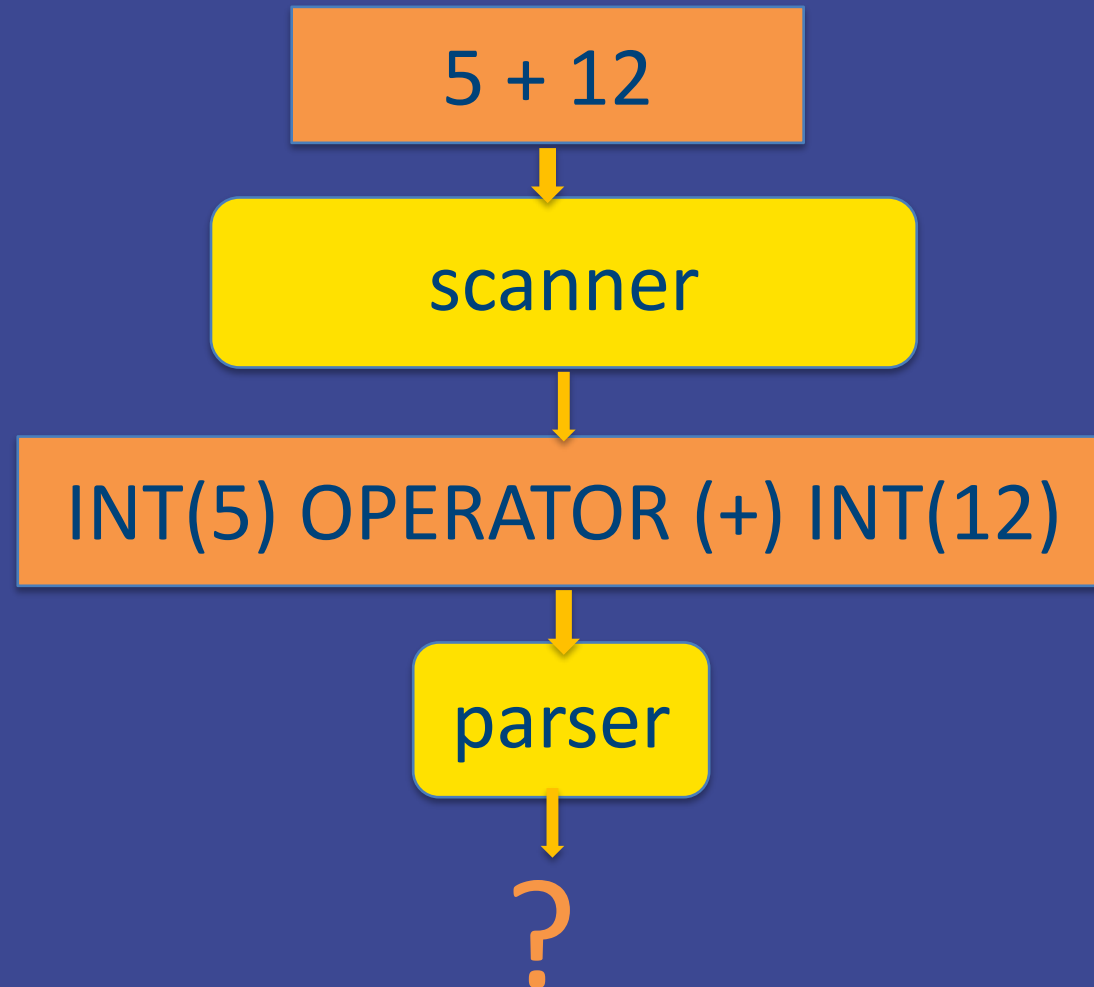 5 + 12
scanner
INT(5) OPERATOR (+) INT(12)
parser
?